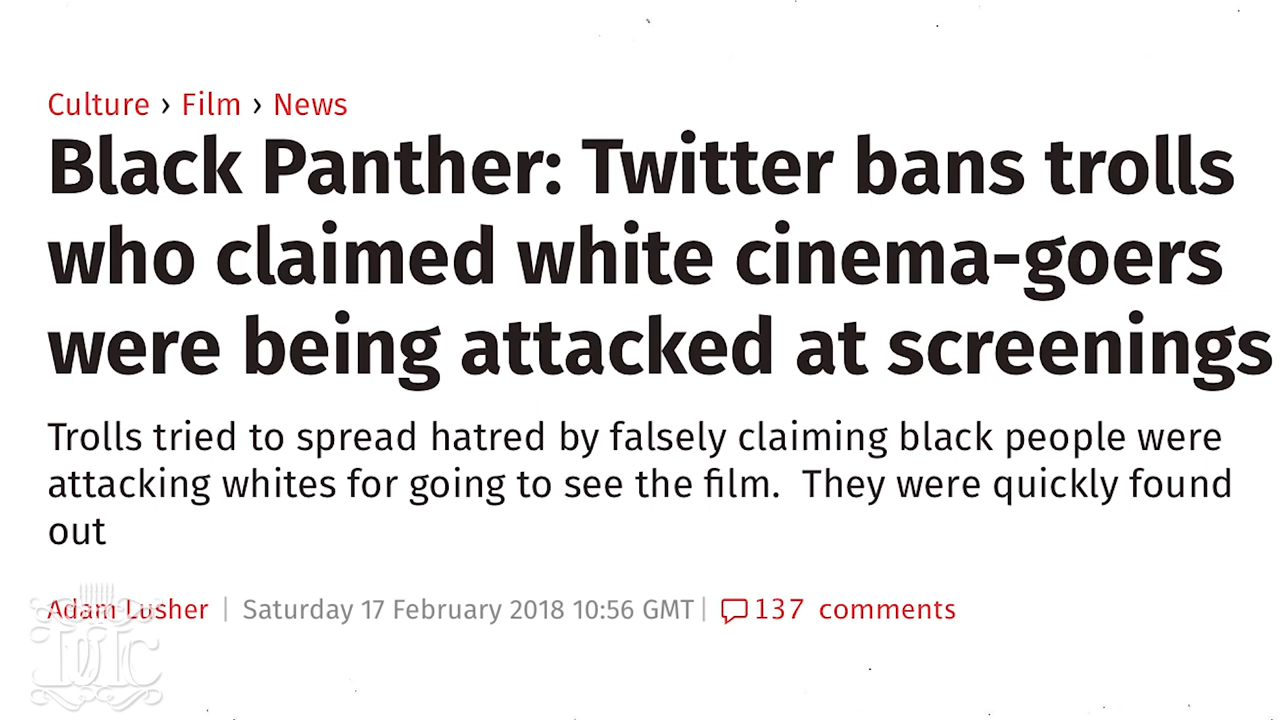 Culture › Film › News
Black Panther: Twitter bans trolls
who claimed white cinema-goers
were being attacked at screenings
Trolls tried to spread hatred by falsely claiming black people were
attacking whites for going to see the film.  They were quickly found
out
Adam Lusher | Saturday 17 February 2018 10:56 GMT | 137 comments